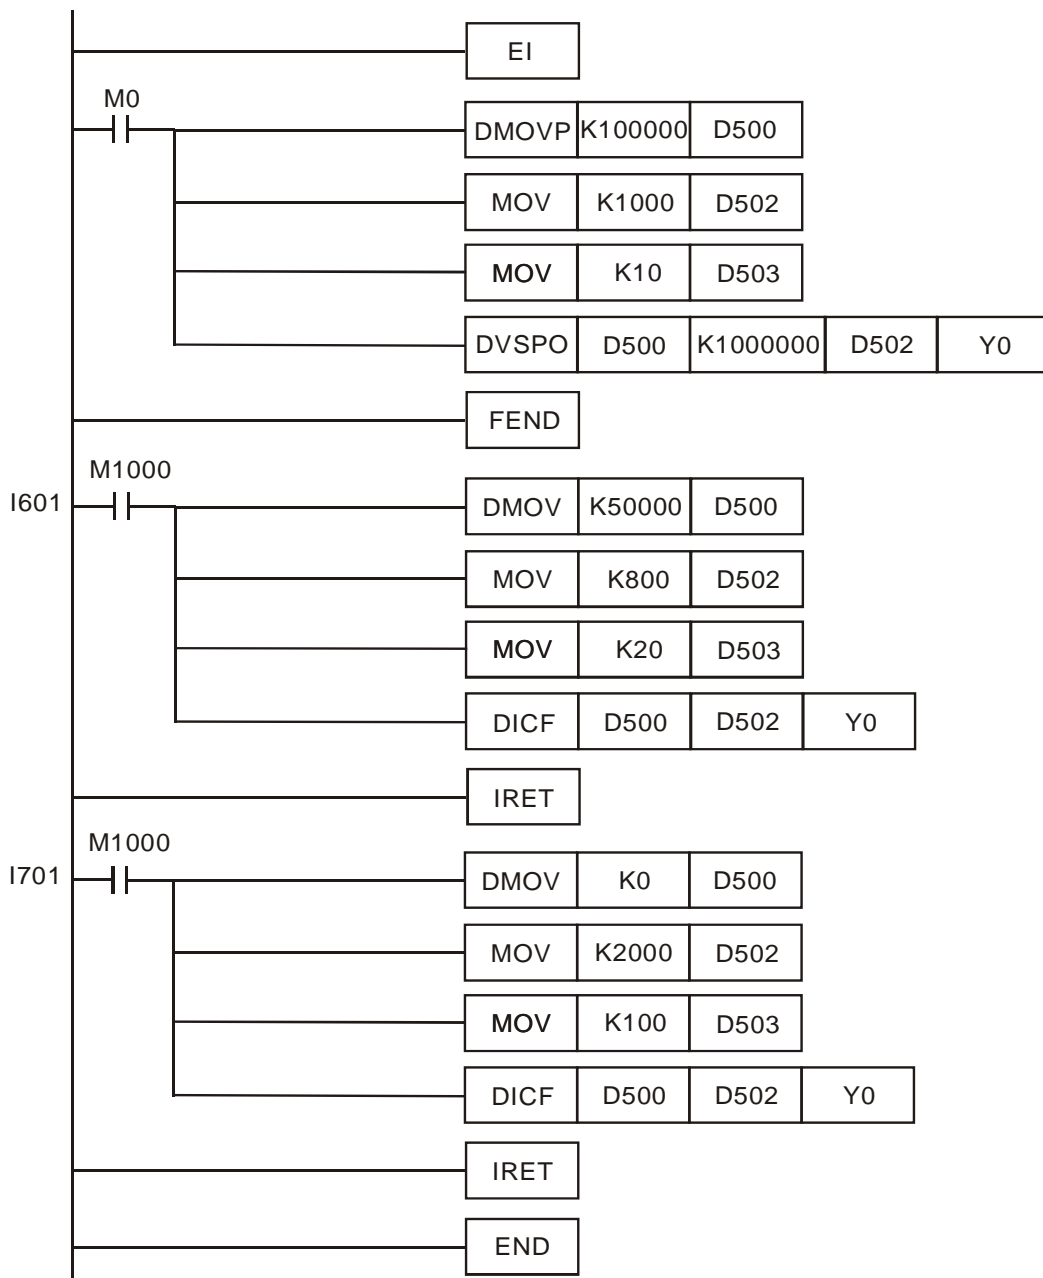 EI
M0
DMOVP K100000 D500
MOV K1000 D502
MOV K10 D503
DVSPO D500 K1000000 D502 Y0
FEND
M1000
I601
DMOV K50000 D500
MOV K800 D502
MOV K20 D503
DICF D500 D502 Y0
IRET
M1000
I701
DMOV K0 D500
MOV K2000 D502
MOV K100 D503
DICF D500 D502 Y0
IRET
END